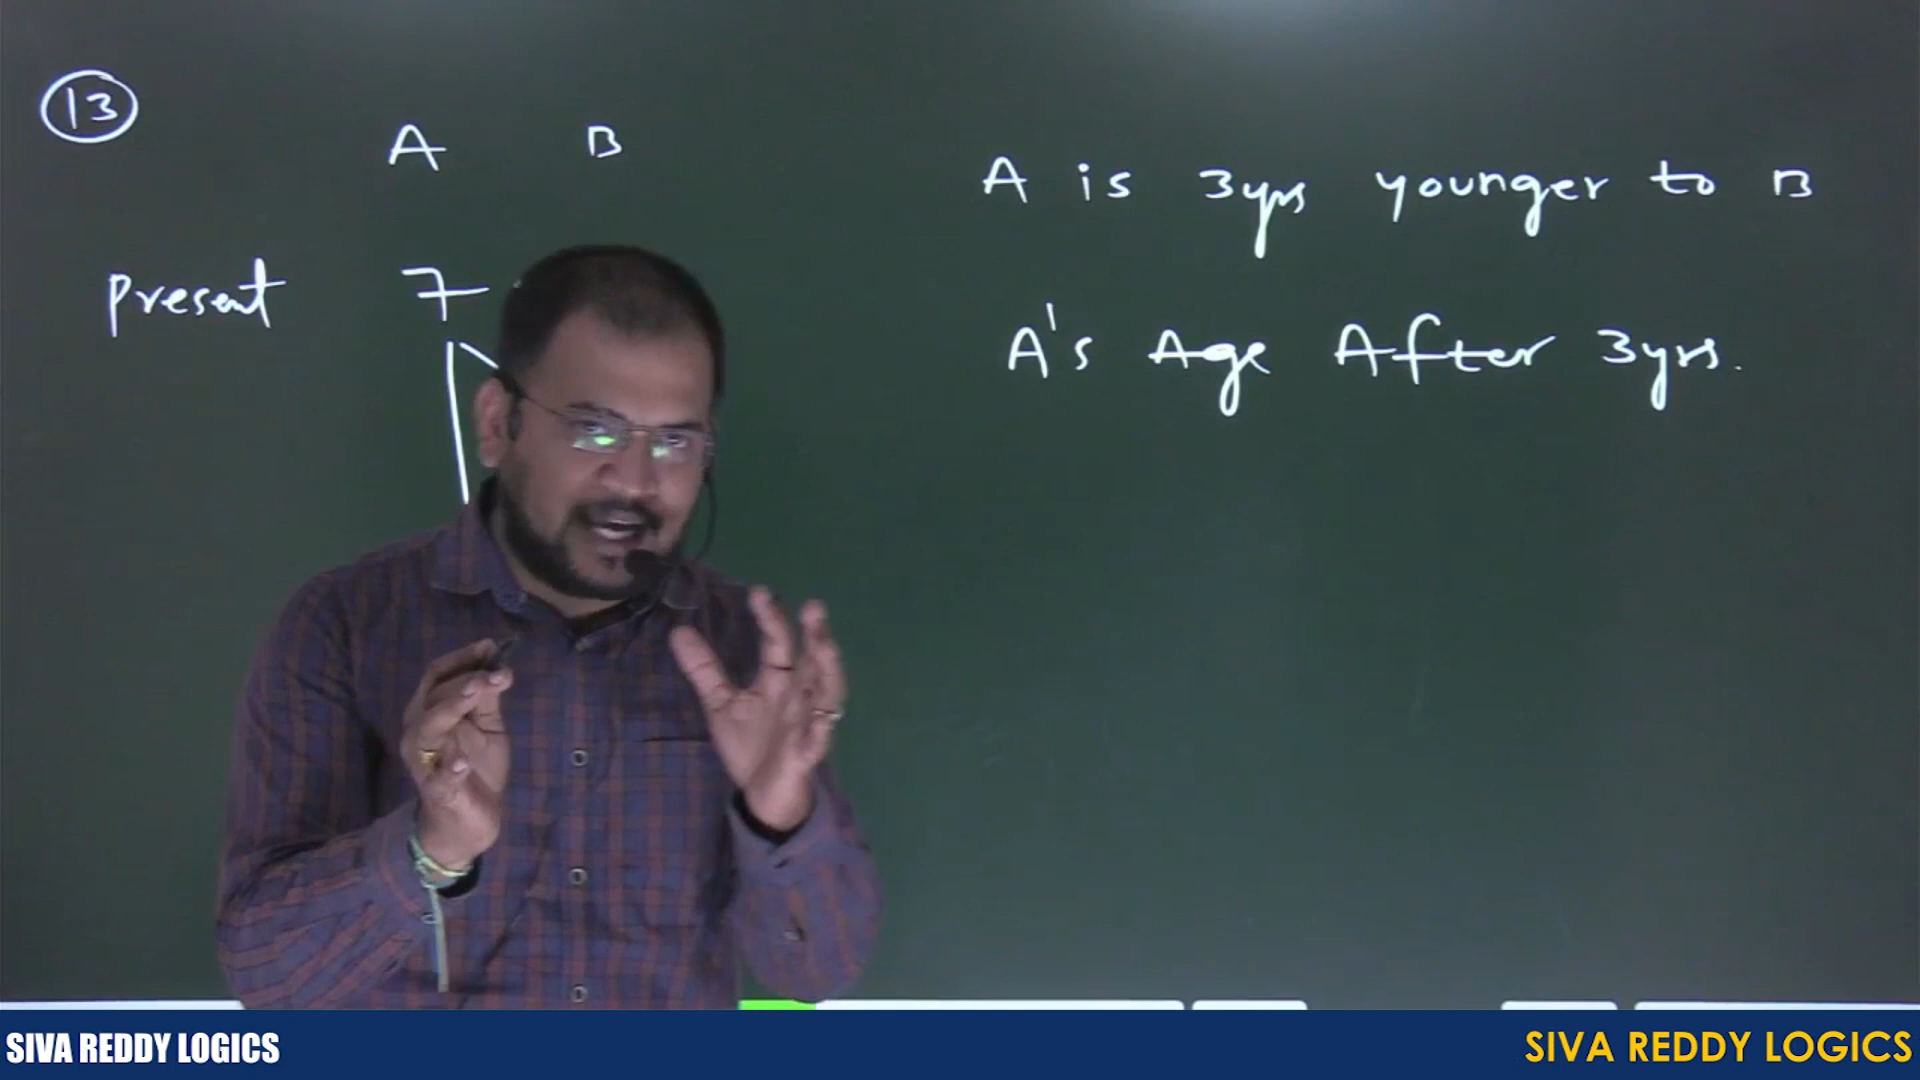 13
A B
A is 3yrs younger to B
present 7
A's Age After 3yrs.
SIVA REDDY LOGICS
SIVA REDDY LOGICS